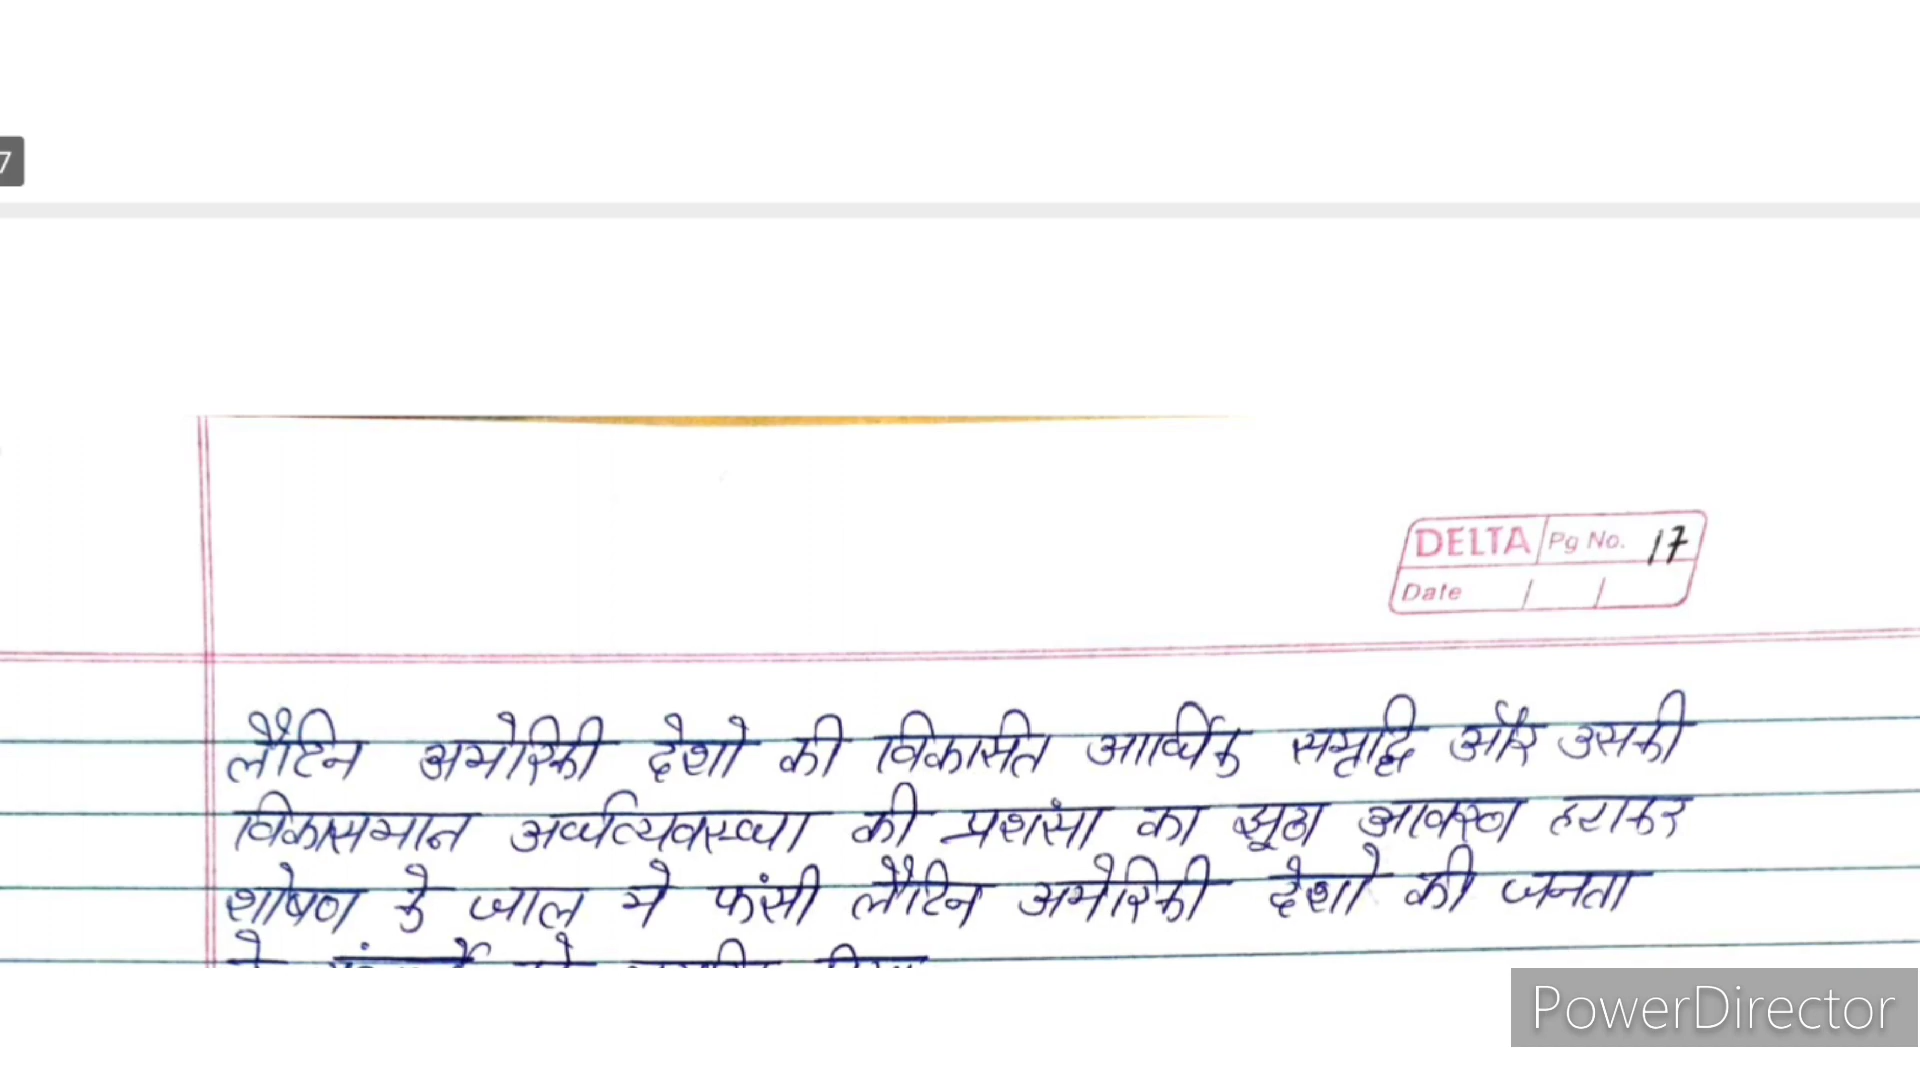 7
DELTA Pg No. 17
Date
लैटिन अमेरिकी देशो की विकसित आर्थिक समृद्धि और उसकी
विकासमान अर्थव्यवस्था की प्रशंसा का झूठा आवरण हटाकर
शोषण के जाल मे फंसी लैटिन अमेरिकी देशो की जनता
PowerDirector